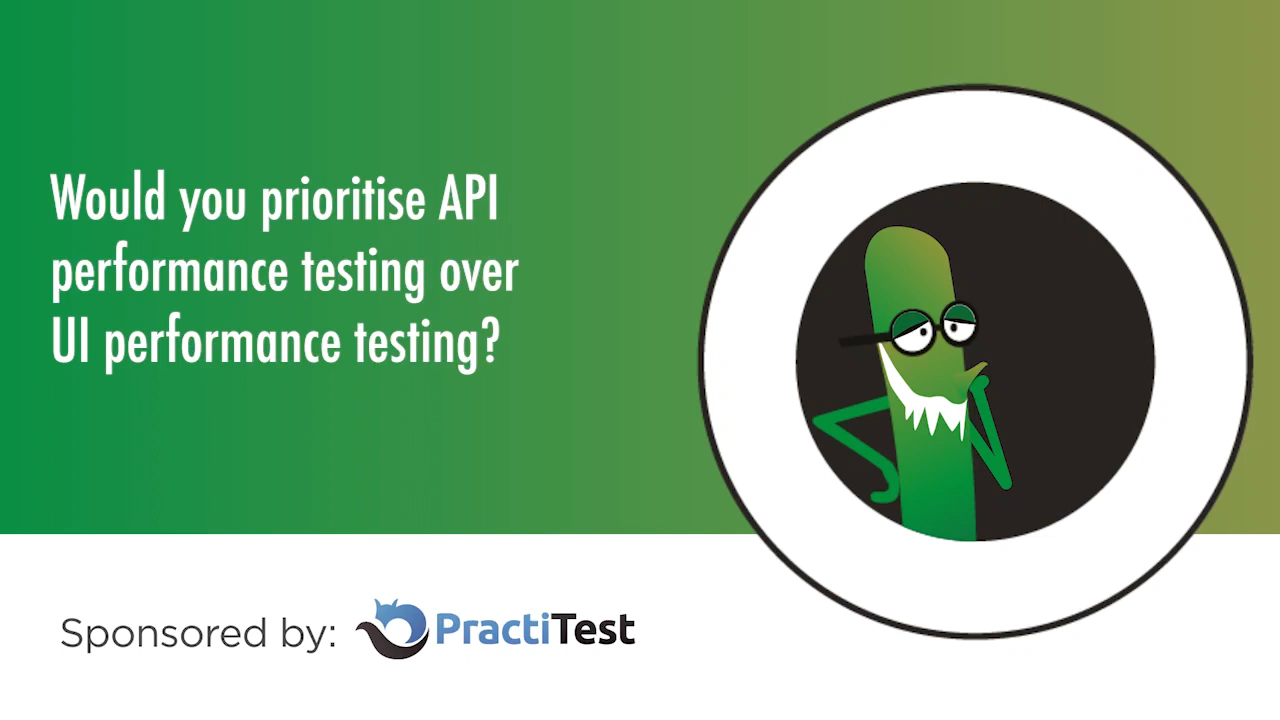 Would you prioritise API
performance testing over
UI performance testing?
Sponsored by: PractiTest